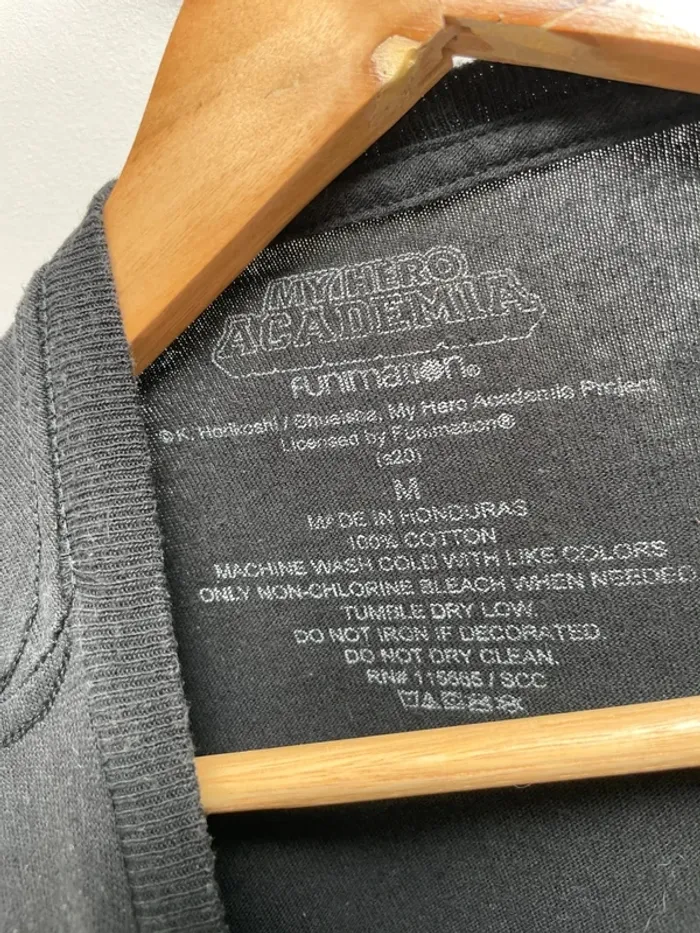 MY HERO
ACADEMIA
FUNIMATION®
©K. Horikoshi / Shueisha, My Hero Academia Project
Licensed by Funimation®
(s20)
M
MADE IN HONDURAS
100% COTTON
MACHINE WASH COLD WITH LIKE COLORS
ONLY NON-CHLORINE BLEACH WHEN NEEDED
TUMBLE DRY LOW.
DO NOT IRON IF DECORATED.
DO NOT DRY CLEAN.
RN# 115665 / SCC